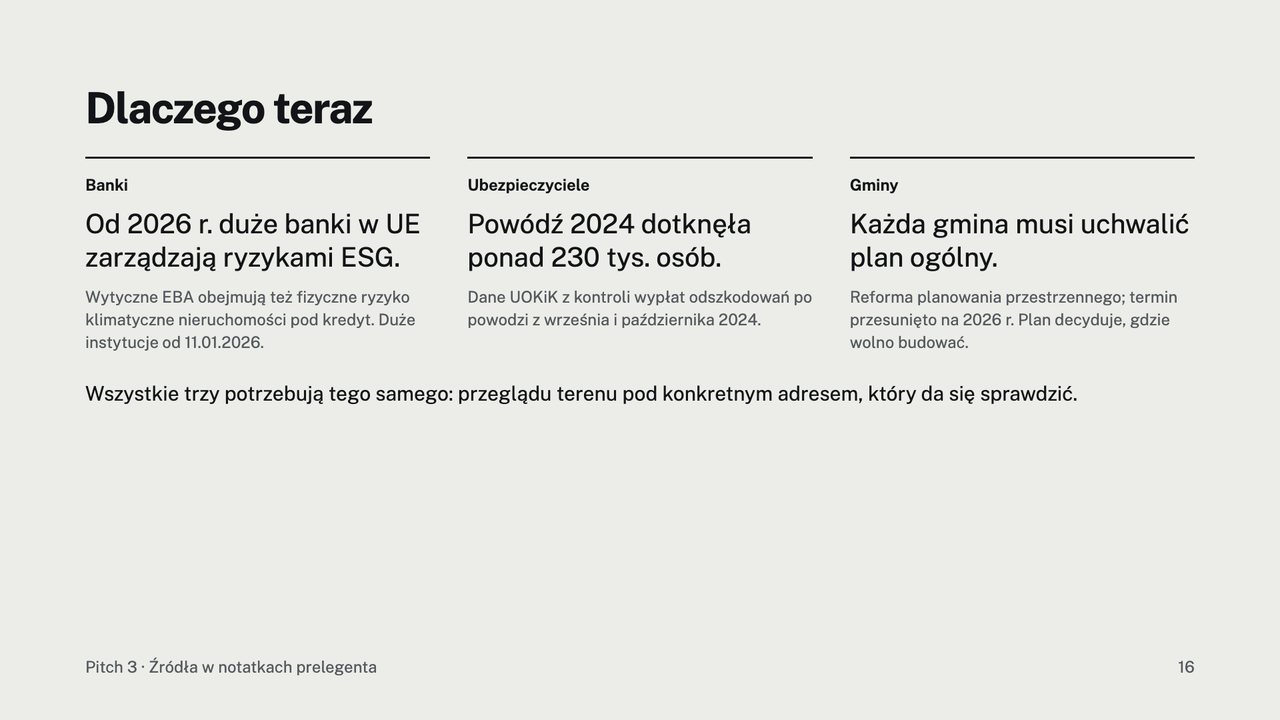 Dlaczego teraz
Banki
Od 2026 r. duże banki w UE
zarządzają ryzykami ESG.
Wytyczne EBA obejmują też fizyczne ryzyko
klimatyczne nieruchomości pod kredyt. Duże
instytucje od 11.01.2026.
Ubezpieczyciele
Powódź 2024 dotknęła
ponad 230 tys. osób.
Dane UOKiK z kontroli wypłat odszkodowań po
powodzi z września i października 2024.
Gminy
Każda gmina musi uchwalić
plan ogólny.
Reforma planowania przestrzennego; termin
przesunięto na 2026 r. Plan decyduje, gdzie
wolno budować.
Wszystkie trzy potrzebują tego samego: przeglądu terenu pod konkretnym adresem, który da się sprawdzić.
Pitch 3 · Źródła w notatkach prelegenta
16